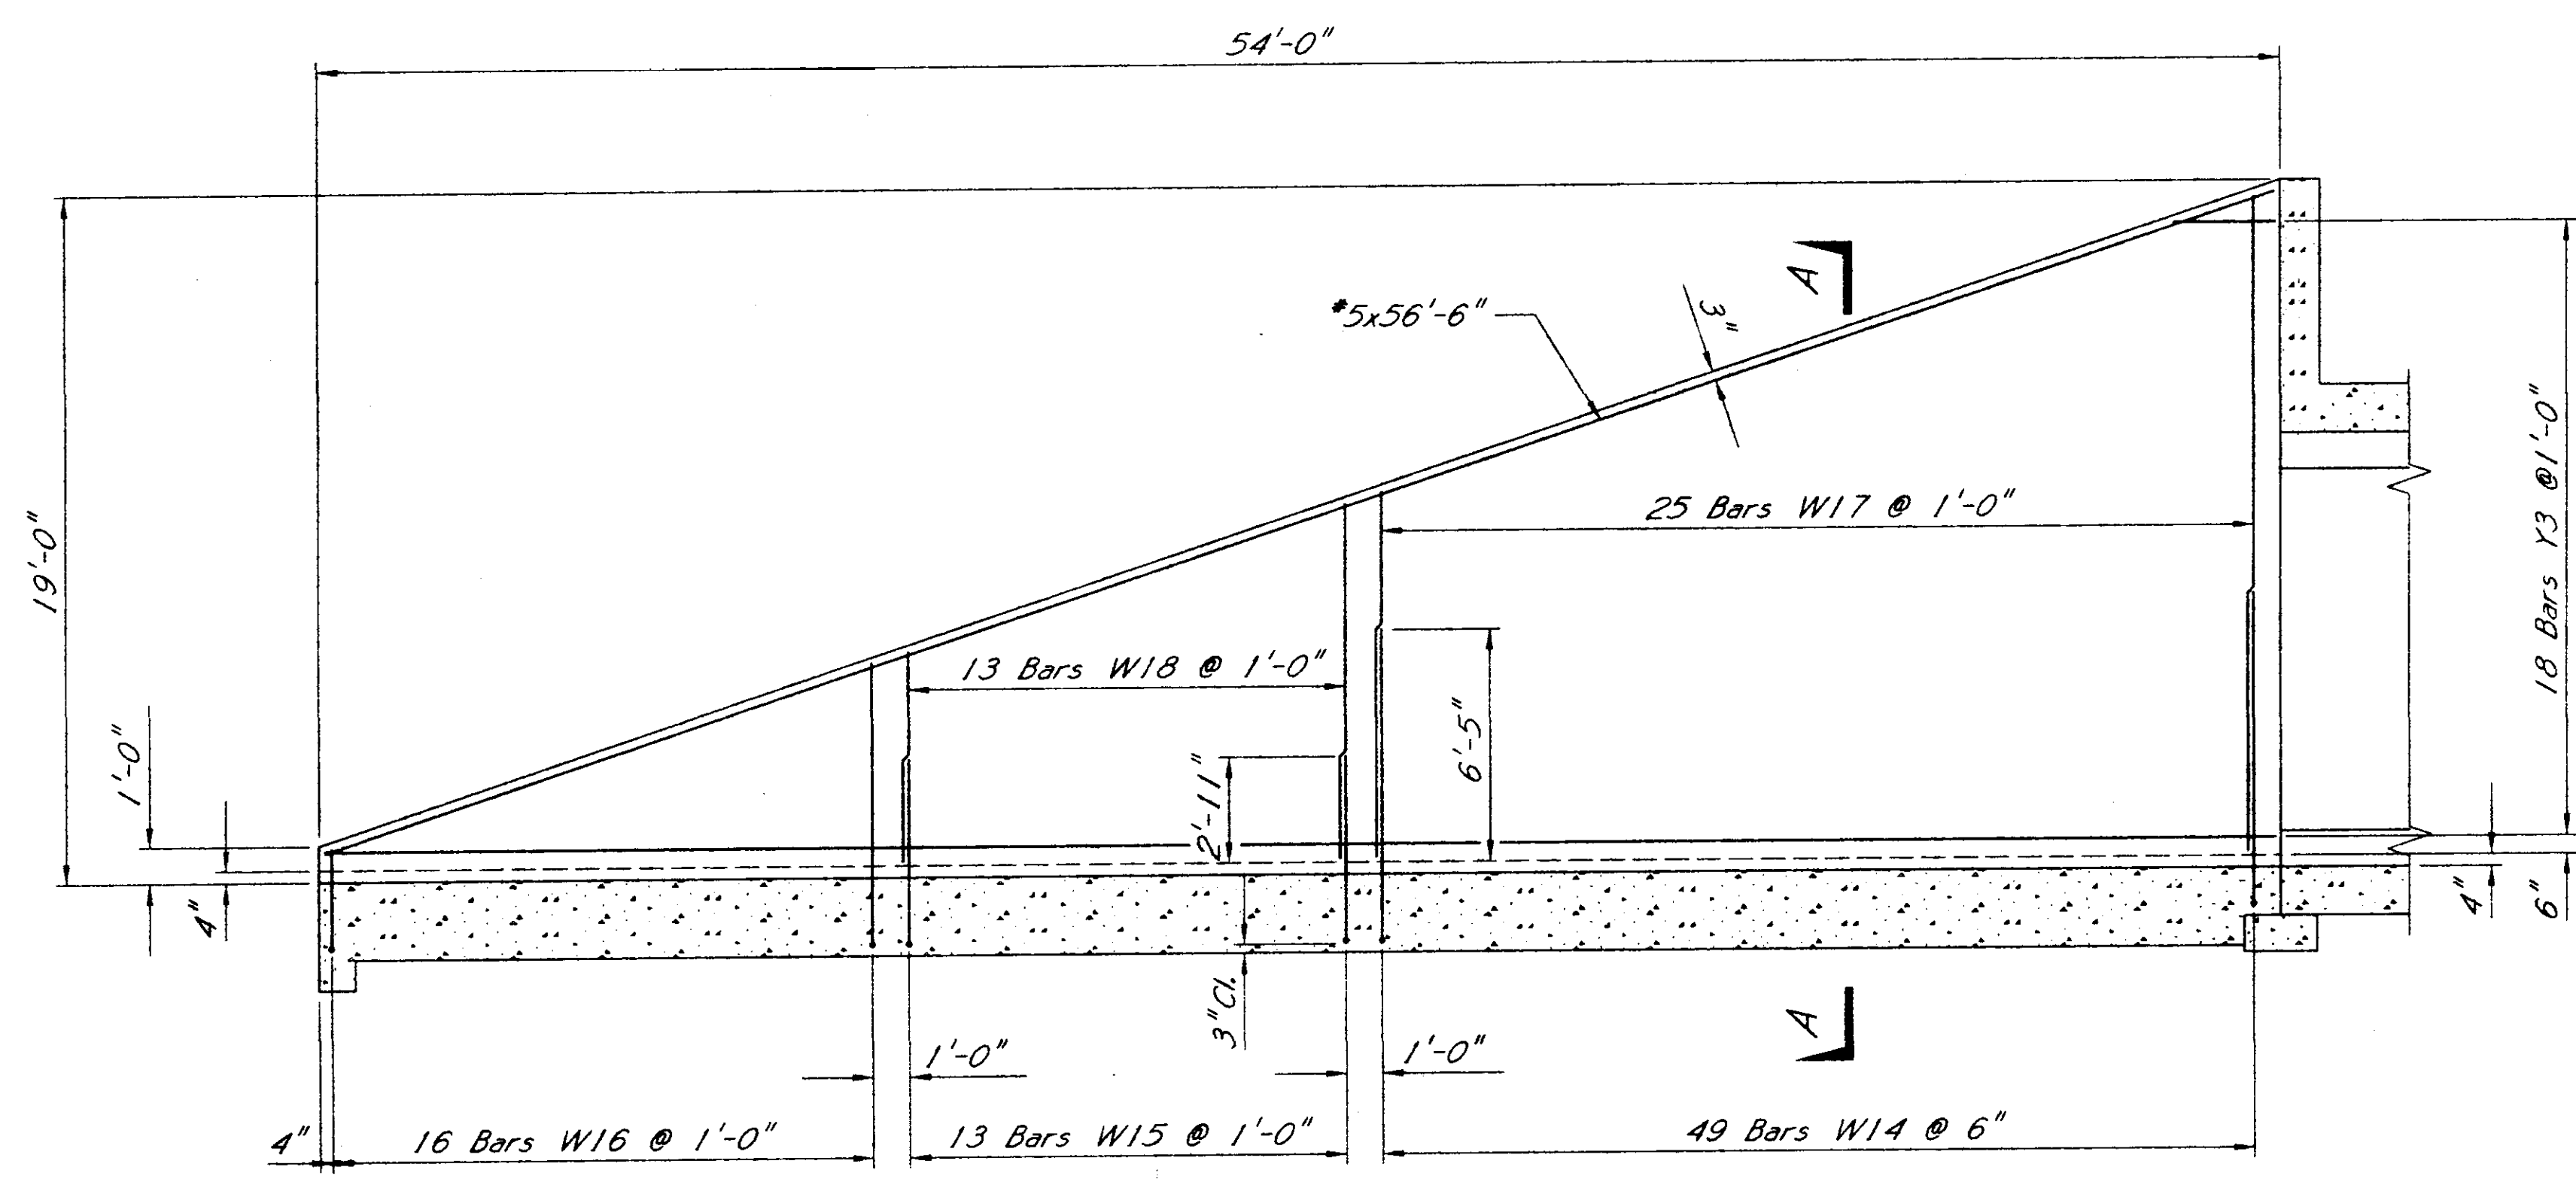 54'-0"
A
#5x56'-6"
3"
25 Bars W17 @ 1'-0"
18 Bars Y3 @ 1'-0"
19'-0"
13 Bars W18 @ 1'-0"
6'-5"
1'-0"
2'-11"
4"
4"
6"
3" Cl.
A
1'-0"
1'-0"
4"
16 Bars W16 @ 1'-0"
13 Bars W15 @ 1'-0"
49 Bars W14 @ 6"